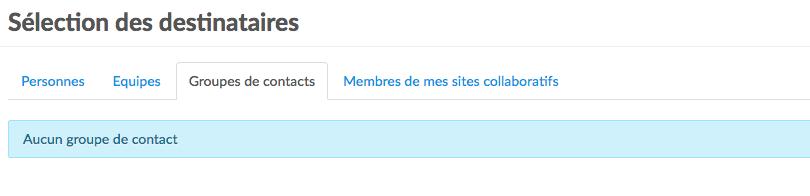 Sélection des destinataires
Personnes Equipes Groupes de contacts Membres de mes sites collaboratifs
Aucun groupe de contact